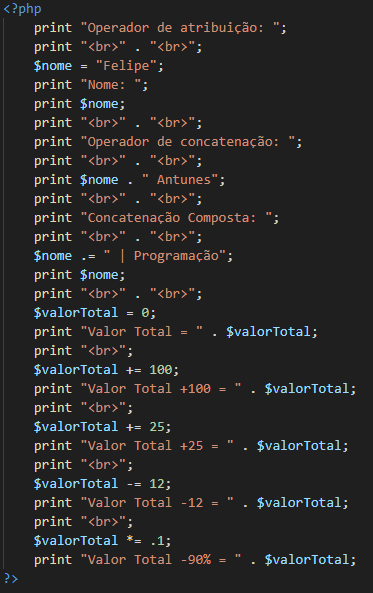 <?php
print "Operador de atribuição: ";
print "<br>" . "<br>";
$nome = "Felipe";
print "Nome: ";
print $nome;
print "<br>" . "<br>";
print "Operador de concatenação: ";
print "<br>" . "<br>";
print $nome . " Antunes";
print "<br>" . "<br>";
print "Concatenação Composta: ";
print "<br>" . "<br>";
$nome .= " | Programação";
print $nome;
print "<br>" . "<br>";
$valorTotal = 0;
print "Valor Total = " . $valorTotal;
print "<br>";
$valorTotal += 100;
print "Valor Total +100 = " . $valorTotal;
print "<br>";
$valorTotal += 25;
print "Valor Total +25 = " . $valorTotal;
print "<br>";
$valorTotal -= 12;
print "Valor Total -12 = " . $valorTotal;
print "<br>";
$valorTotal *= .1;
print "Valor Total -90% = " . $valorTotal;
?>